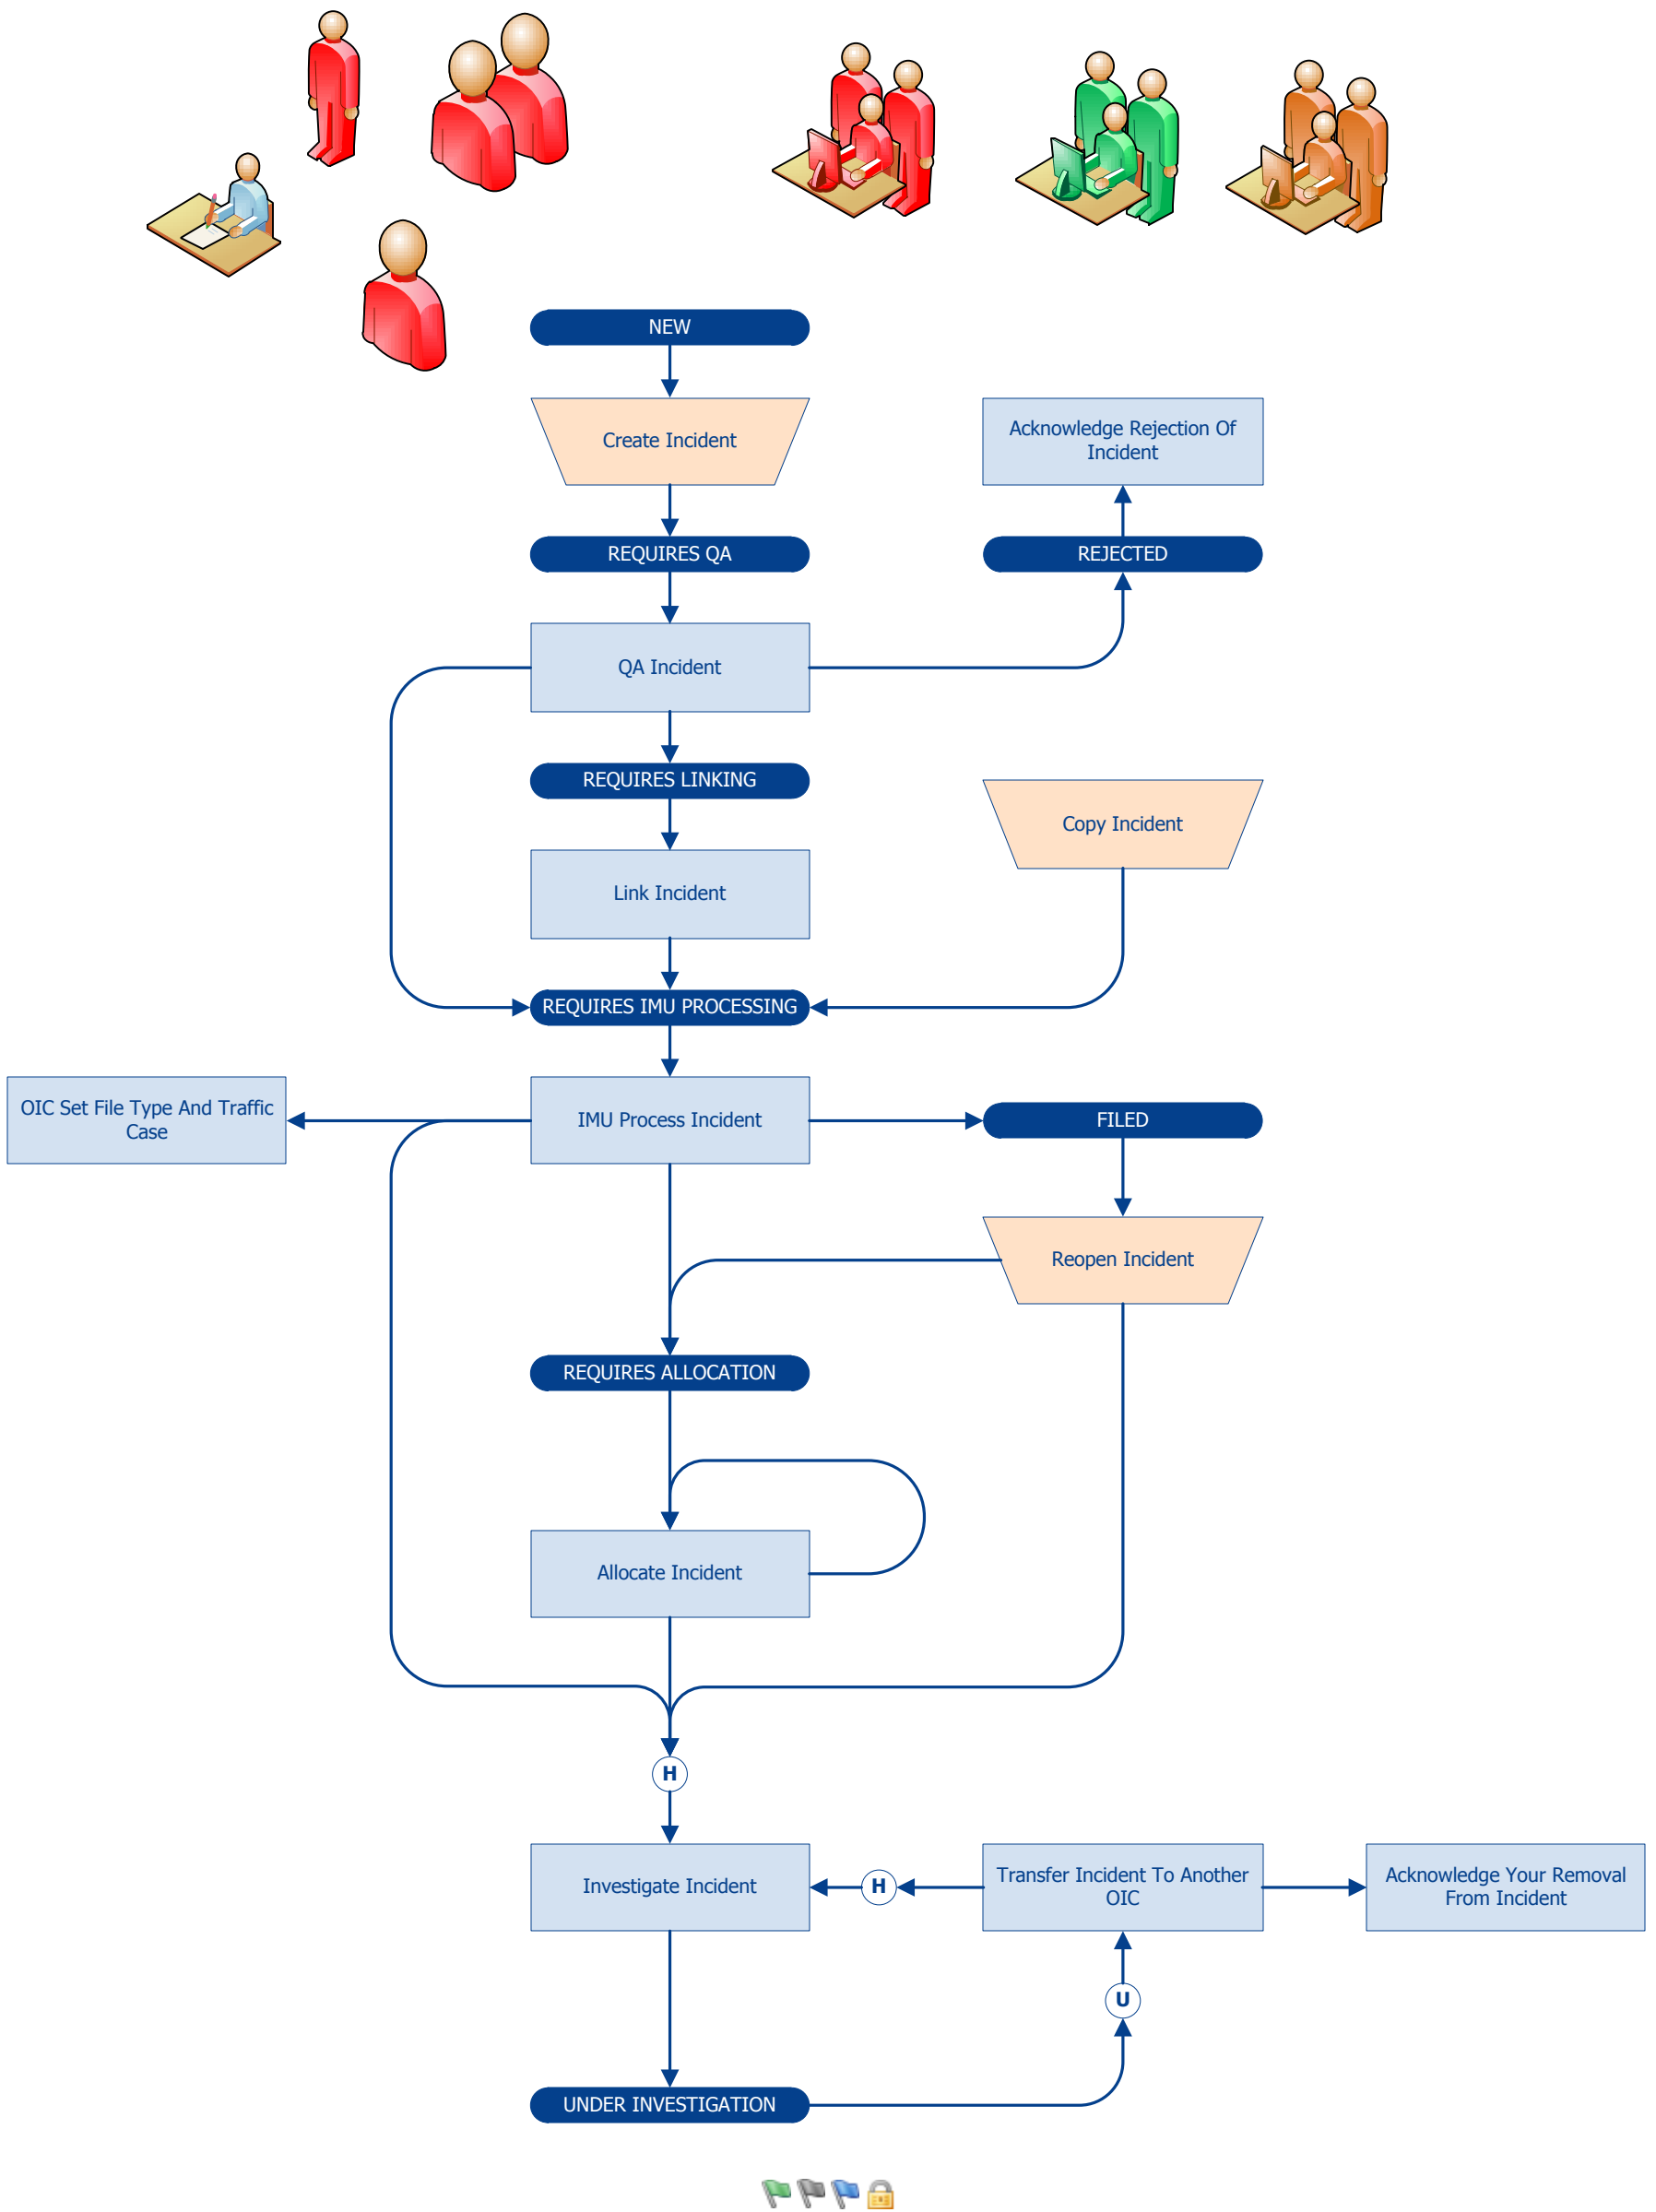 NEW
Create Incident
Acknowledge Rejection Of
Incident
REQUIRES QA
REJECTED
QA Incident
REQUIRES LINKING
Copy Incident
Link Incident
REQUIRES IMU PROCESSING
OIC Set File Type And Traffic
Case
IMU Process Incident
FILED
Reopen Incident
REQUIRES ALLOCATION
Allocate Incident
H
Investigate Incident
H
Transfer Incident To Another
OIC
Acknowledge Your Removal
From Incident
U
UNDER INVESTIGATION